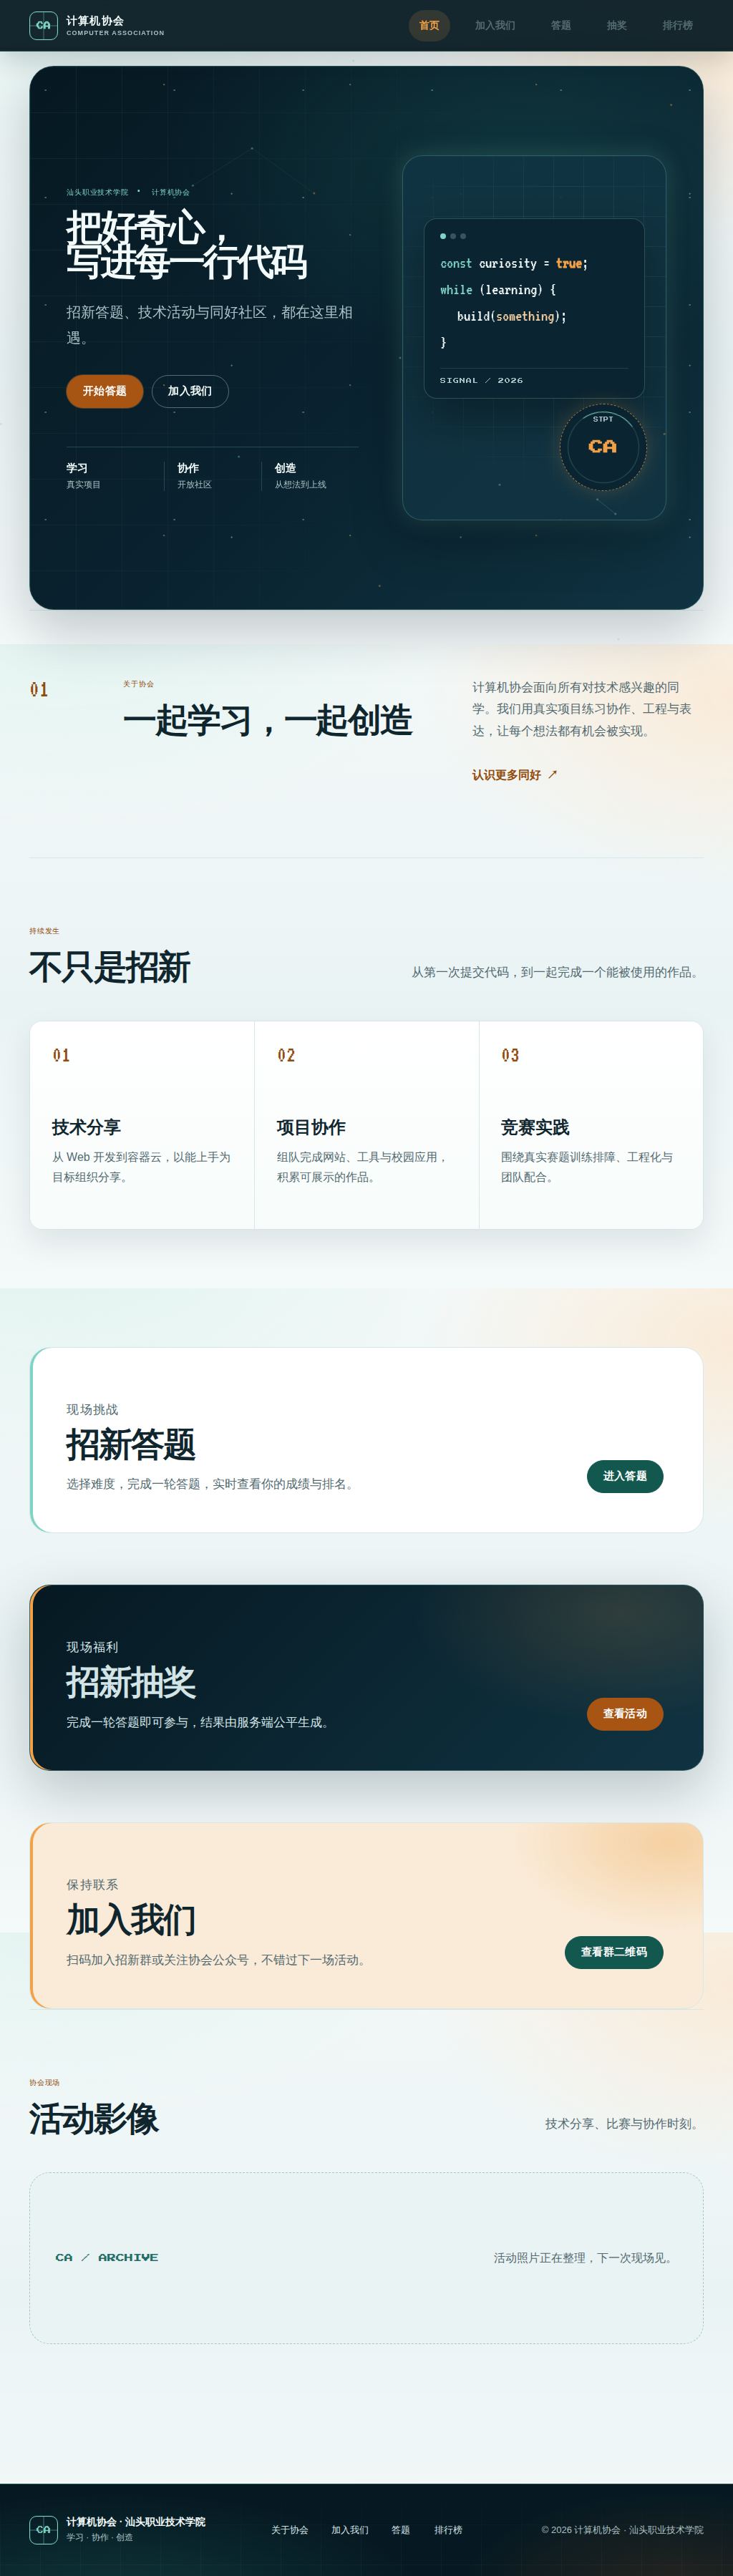 CA
计算机协会
COMPUTER ASSOCIATION
首页
加入我们
答题
抽奖
排行榜
汕头职业技术学院 • 计算机协会
把好奇心，
写进每一行代码
招新答题、技术活动与同好社区，都在这里相
遇。
开始答题
加入我们
学习
真实项目
协作
开放社区
创造
从想法到上线
const curiosity = true;
while (learning) {
build(something);
}
SIGNAL / 2026
STPT
CA
01
关于协会
一起学习，一起创造
计算机协会面向所有对技术感兴趣的同
学。我们用真实项目练习协作、工程与表
达，让每个想法都有机会被实现。
认识更多同好 ↗
持续发生
不只是招新
从第一次提交代码，到一起完成一个能被使用的作品。
01
技术分享
从 Web 开发到容器云，以能上手为
目标组织分享。
02
项目协作
组队完成网站、工具与校园应用，
积累可展示的作品。
03
竞赛实践
围绕真实赛题训练排障、工程化与
团队配合。
现场挑战
招新答题
选择难度，完成一轮答题，实时查看你的成绩与排名。
进入答题
现场福利
招新抽奖
完成一轮答题即可参与，结果由服务端公平生成。
查看活动
保持联系
加入我们
扫码加入招新群或关注协会公众号，不错过下一场活动。
查看群二维码
协会现场
活动影像
技术分享、比赛与协作时刻。
CA / ARCHIVE
活动照片正在整理，下一次现场见。
CA
计算机协会 · 汕头职业技术学院
学习 · 协作 · 创造
关于协会
加入我们
答题
排行榜
© 2026 计算机协会 · 汕头职业技术学院